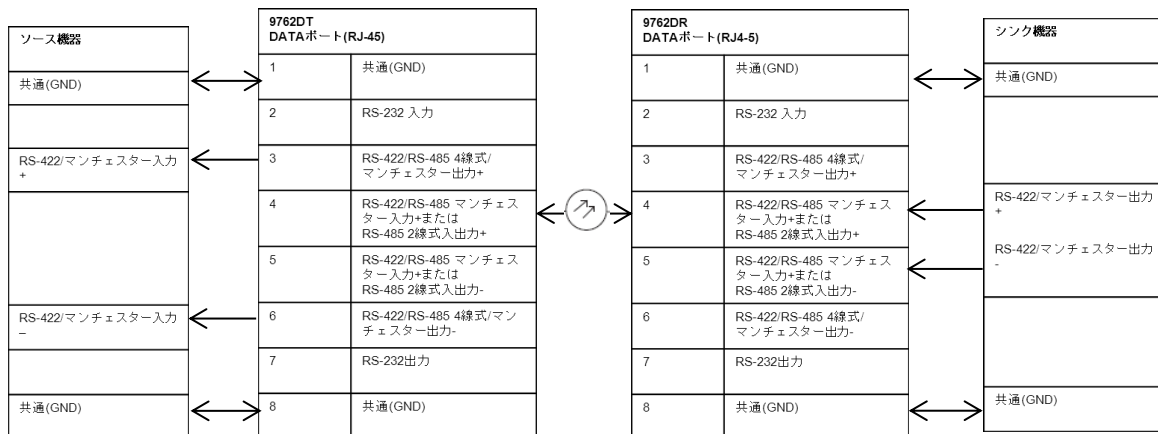 ソース機器
共通(GND)
RS-422/マンチェスター入力
+
RS-422/マンチェスター入力
–
共通(GND)
9762DT
DATAポート(RJ-45)
1
共通(GND)
2
RS-232 入力
3
RS-422/RS-485 4線式/
マンチェスター出力+
4
RS-422/RS-485 マンチェス
ター入力+または
RS-485 2線式入出力+
5
RS-422/RS-485 マンチェス
ター入力+または
RS-485 2線式入出力-
6
RS-422/RS-485 4線式/マン
チェスター出力-
7
RS-232出力
8
共通(GND)
9762DR
DATAポート(RJ4-5)
1
共通(GND)
2
RS-232 入力
3
RS-422/RS-485 4線式/
マンチェスター出力+
4
RS-422/RS-485 マンチェス
ター入力+または
RS-485 2線式入出力+
5
RS-422/RS-485 マンチェス
ター入力+または
RS-485 2線式入出力-
6
RS-422/RS-485 4線式/
マンチェスター出力-
7
RS-232出力
8
共通(GND)
シンク機器
共通(GND)
RS-422/マンチェスター出力
+
RS-422/マンチェスター出力
-
共通(GND)